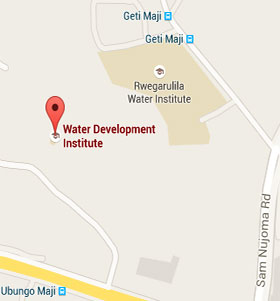 Geti Maji
Geti Maji
Rwegarulila
Water Institute
Water Development
Institute
Sam Nujoma Rd
Ubungo Maji